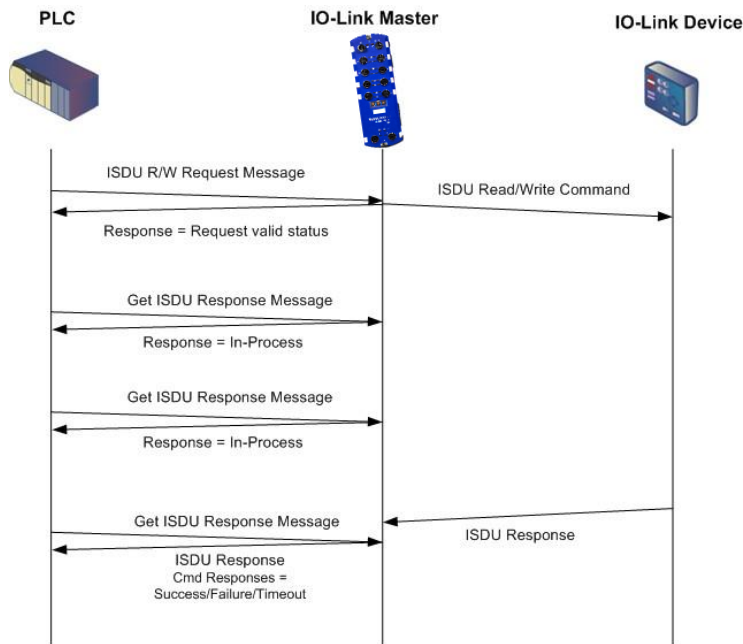 PLC
IO-Link Master
IO-Link Device
ISDU R/W Request Message
ISDU Read/Write Command
Response = Request valid status
Get ISDU Response Message
Response = In-Process
Get ISDU Response Message
Response = In-Process
Get ISDU Response Message
ISDU Response
ISDU Response
Cmd Responses =
Success/Failure/Timeout